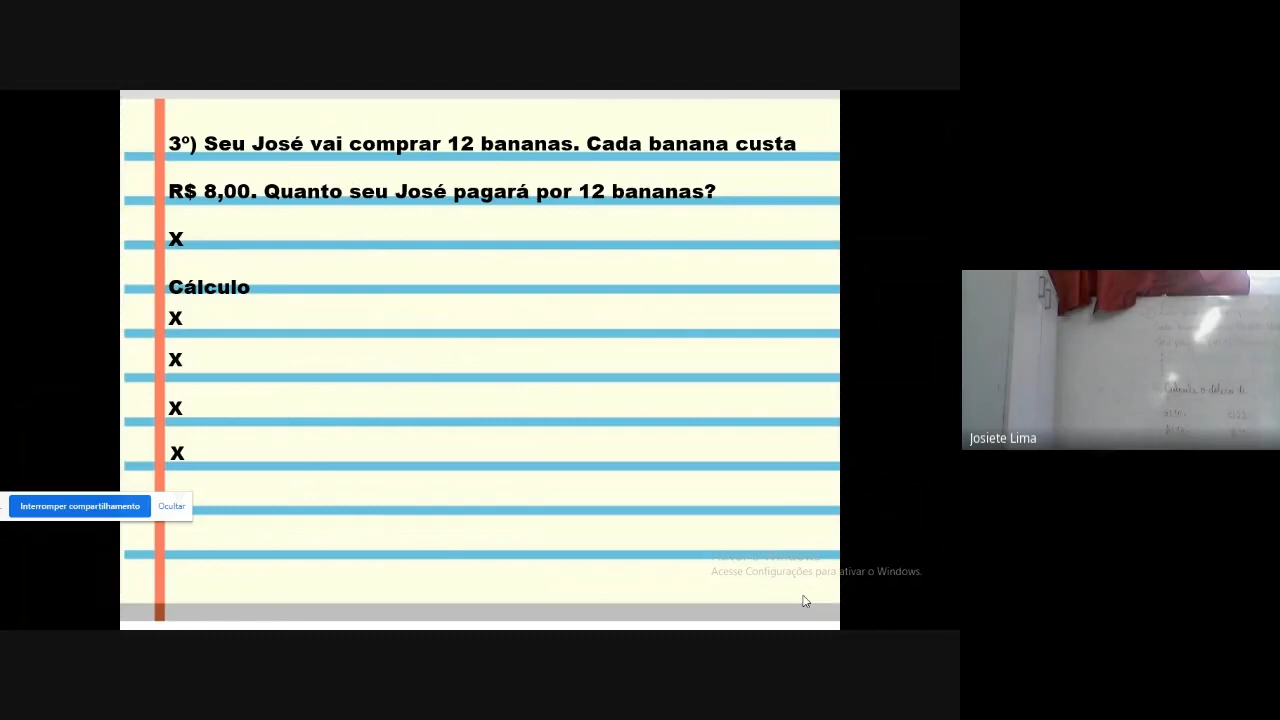 3º) Seu José vai comprar 12 bananas. Cada banana custa
R$ 8,00. Quanto seu José pagará por 12 bananas?
X
Cálculo
X
X
X
X
Interromper compartilhamento
Ocultar
Acesse Configurações para ativar o Windows.
Josiete Lima